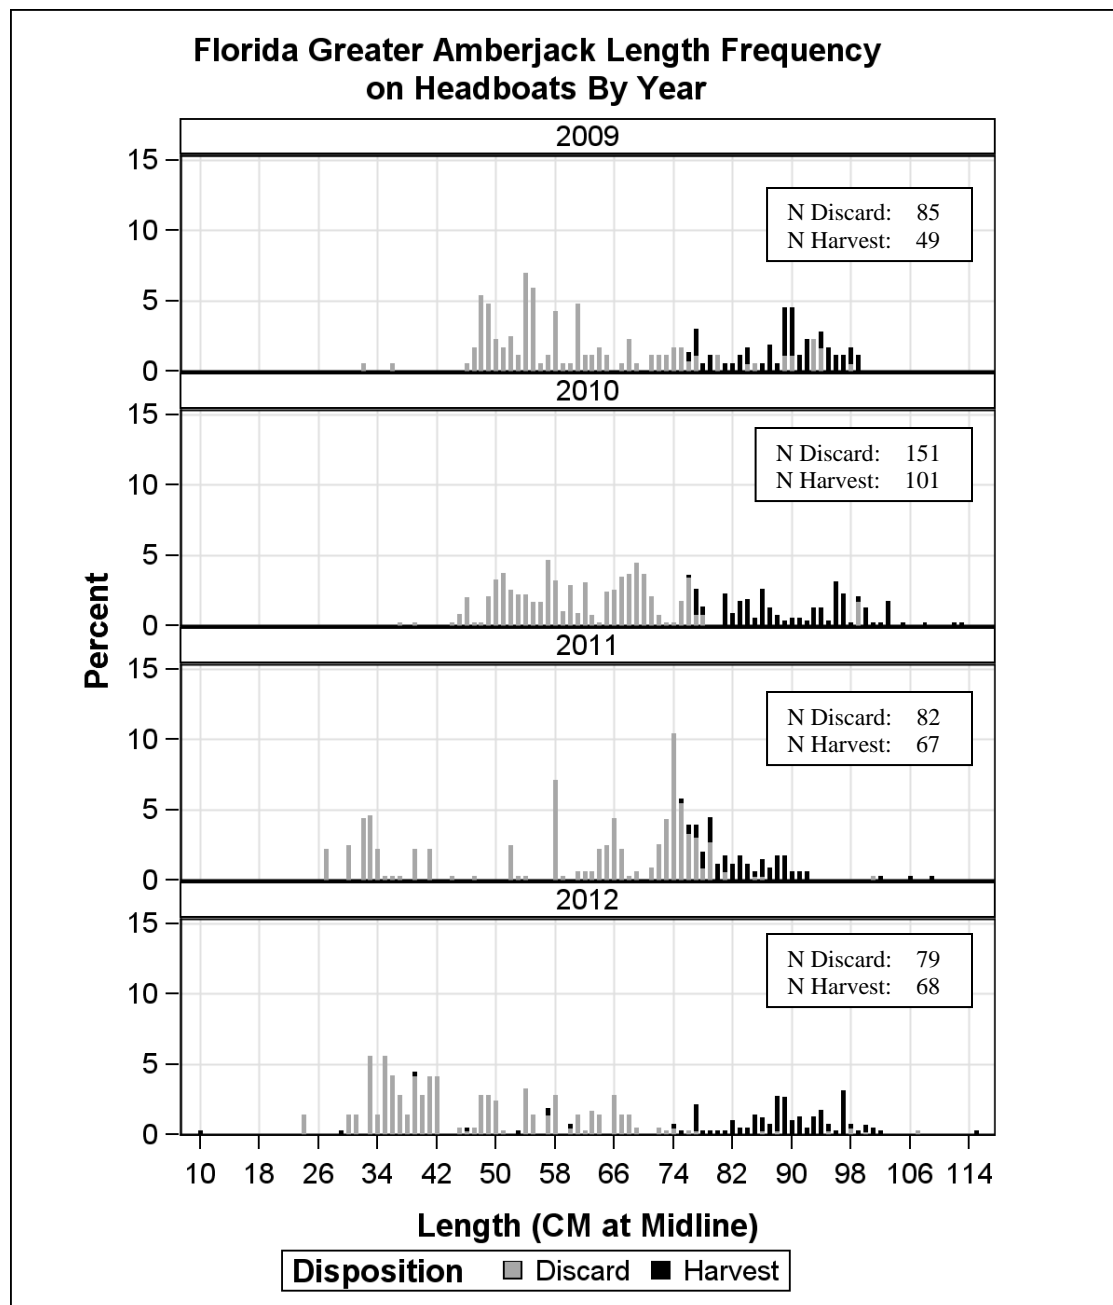 Florida Greater Amberjack Length Frequency
on Headboats By Year
2009
15
10
5
0
N Discard: 85
N Harvest: 49
2010
15
10
5
0
N Discard: 151
N Harvest: 101
2011
15
10
5
0
N Discard: 82
N Harvest: 67
2012
15
10
5
0
N Discard: 79
N Harvest: 68
Percent
10 18 26 34 42 50 58 66 74 82 90 98 106 114
Length (CM at Midline)
Disposition Discard Harvest